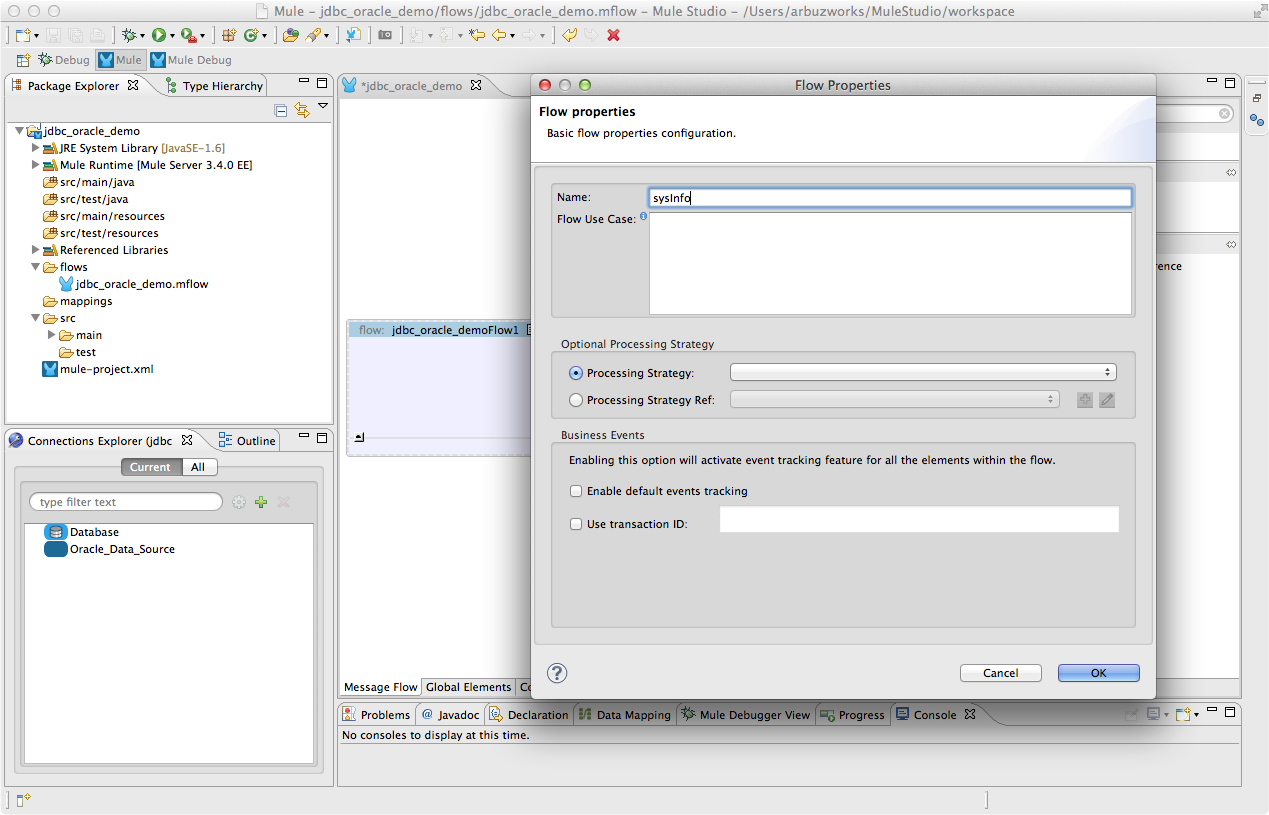 Mule – jdbc_oracle_demo/flows/jdbc_oracle_demo.mflow – Mule Studio – /Users/arbuzworks/MuleStudio/workspace
Debug Mule Mule Debug
Package Explorer Type Hierarchy
jdbc_oracle_demo
JRE System Library [JavaSE-1.6]
Mule Runtime [Mule Server 3.4.0 EE]
src/main/java
src/test/java
src/main/resources
src/test/resources
Referenced Libraries
flows
jdbc_oracle_demo.mflow
mappings
src
main
test
mule-project.xml
Connections Explorer (jdbc Outline
Current All
type filter text
Database
Oracle_Data_Source
*jdbc_oracle_demo
flow: jdbc_oracle_demoFlow1
Message Flow Global Elements
Flow Properties
Flow properties
Basic flow properties configuration.
Name: sysInfo
Flow Use Case:
Optional Processing Strategy
Processing Strategy:
Processing Strategy Ref:
Business Events
Enabling this option will activate event tracking feature for all the elements within the flow.
Enable default events tracking
Use transaction ID:
? Cancel OK
rence
Problems @ Javadoc Declaration Data Mapping Mule Debugger View Progress Console
No consoles to display at this time.